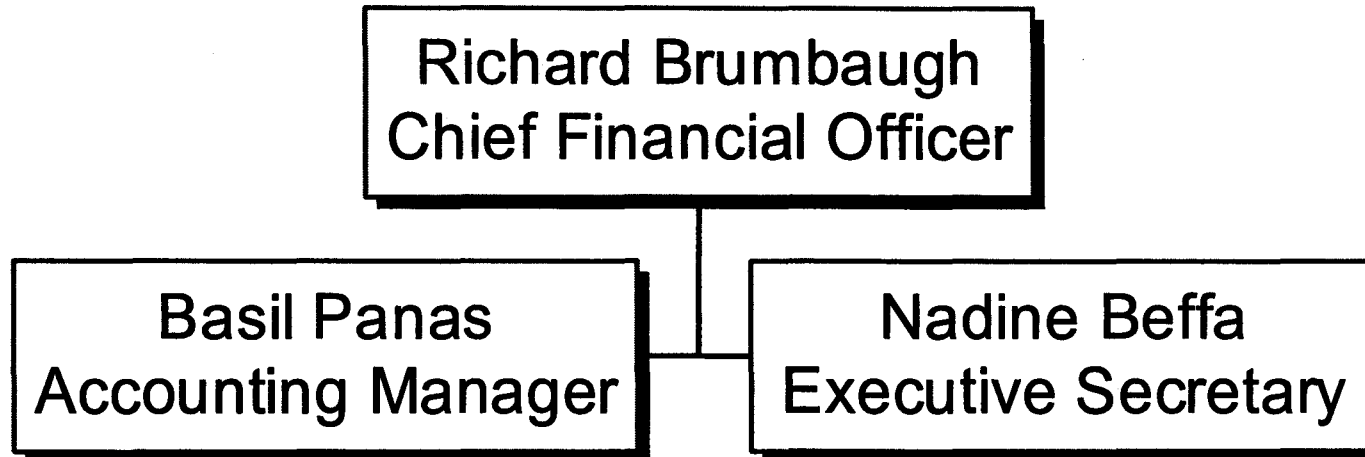 Richard Brumbaugh
Chief Financial Officer
Basil Panas
Accounting Manager
Nadine Beffa
Executive Secretary